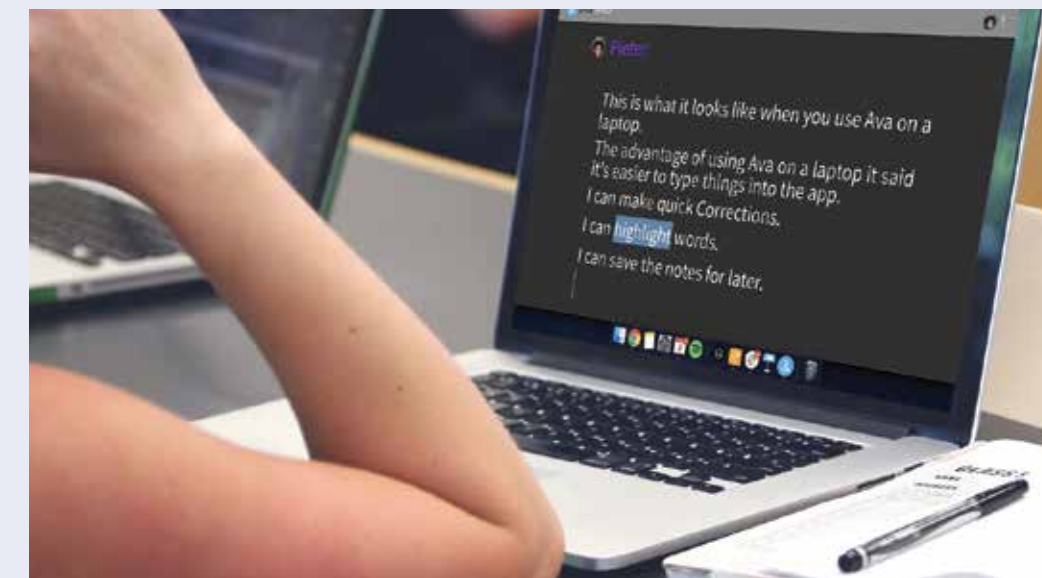 Pieter
This is what it looks like when you use Ava on a
laptop.
The advantage of using Ava on a laptop it said
it's easier to type things into the app.
I can make quick Corrections.
I can highlight words.
I can save the notes for later.